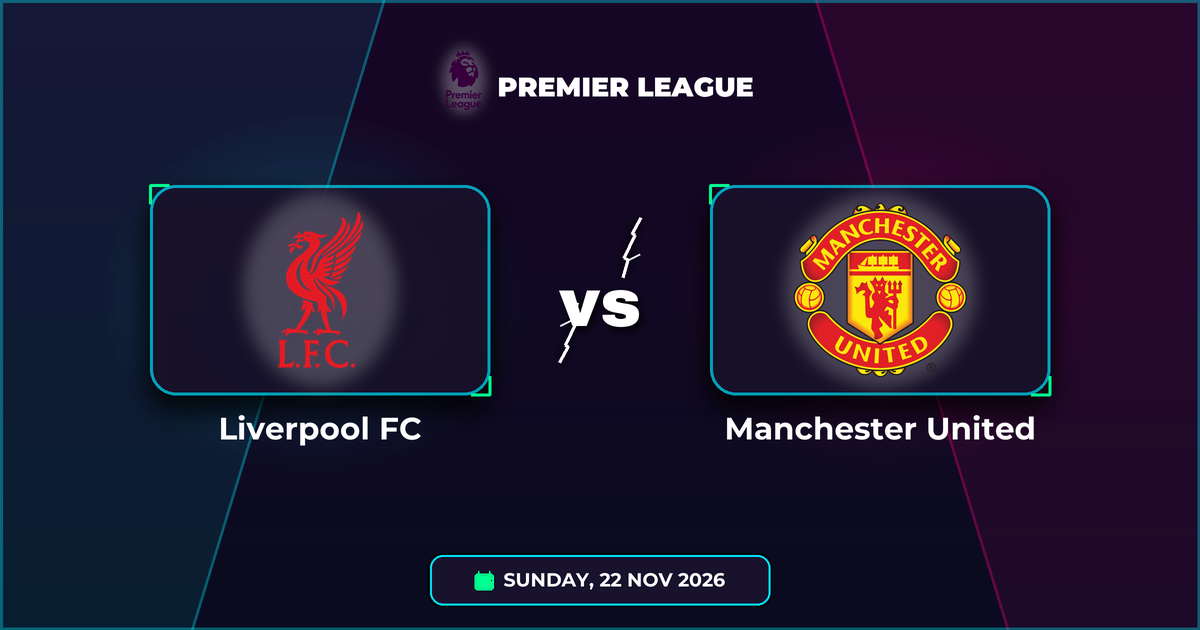 Premier
League
PREMIER LEAGUE
L.F.C.
VS
MANCHESTER
UNITED
®
Liverpool FC
Manchester United
SUNDAY, 22 NOV 2026